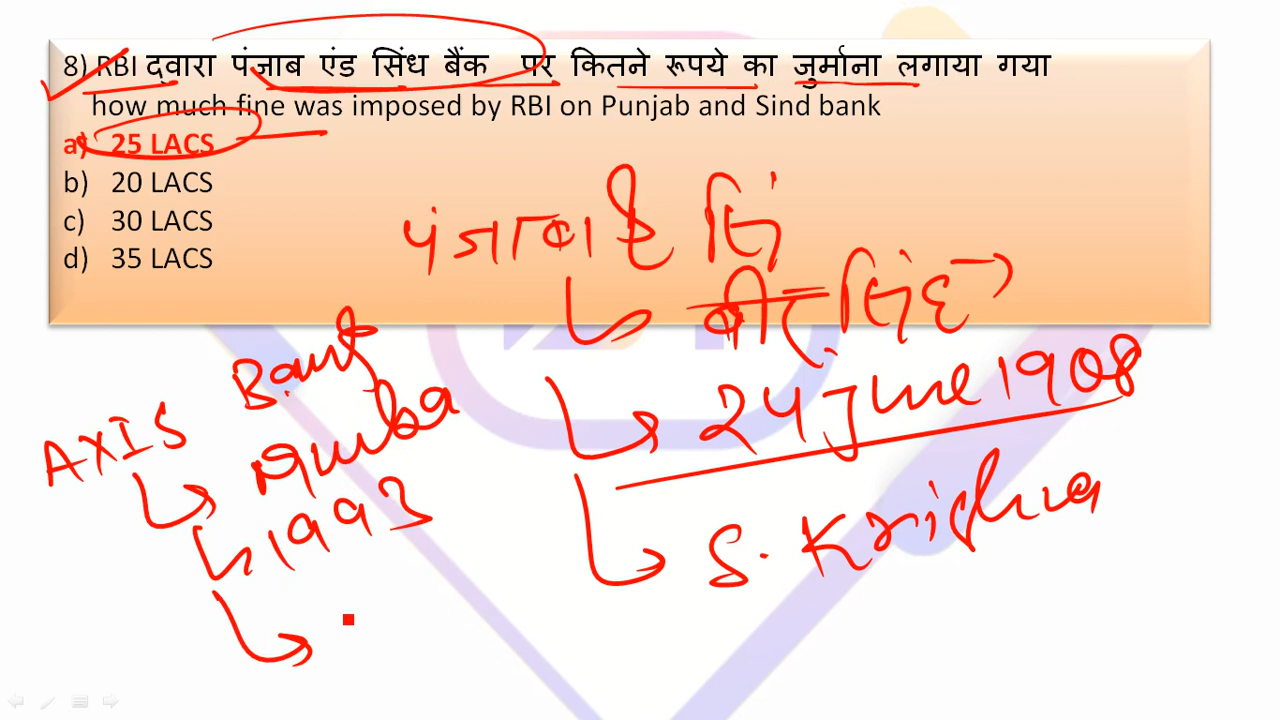 8) RBI द्वारा पंजाब एंड सिंध बैंक पर कितने रूपये का जुर्माना लगाया गया
how much fine was imposed by RBI on Punjab and Sind bank
a) 25 LACS
b) 20 LACS
c) 30 LACS
d) 35 LACS
पंजाब सिं
वीर सिंह
24 June 1908
S. Krishna
AXIS Bank
1993